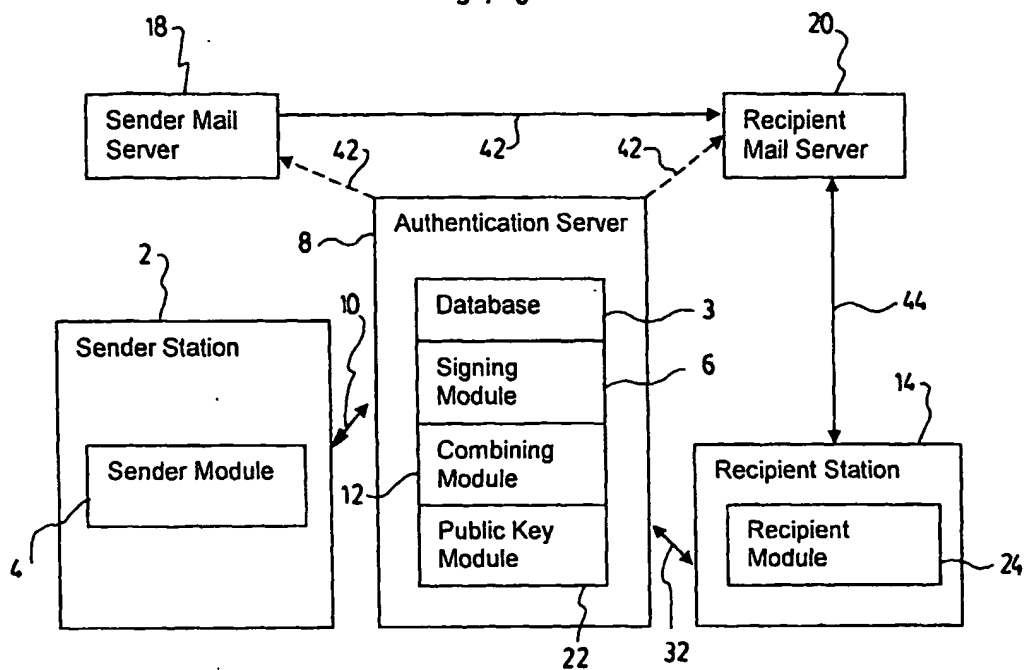 18
20
Sender Mail
Server
42
42
42
Recipient
Mail Server
8
Authentication Server
2
10
Database
3
44
Sender Station
Signing
Module
6
14
Sender Module
Combining
Module
12
Recipient Station
4
Public Key
Module
Recipient
Module
24
22
32